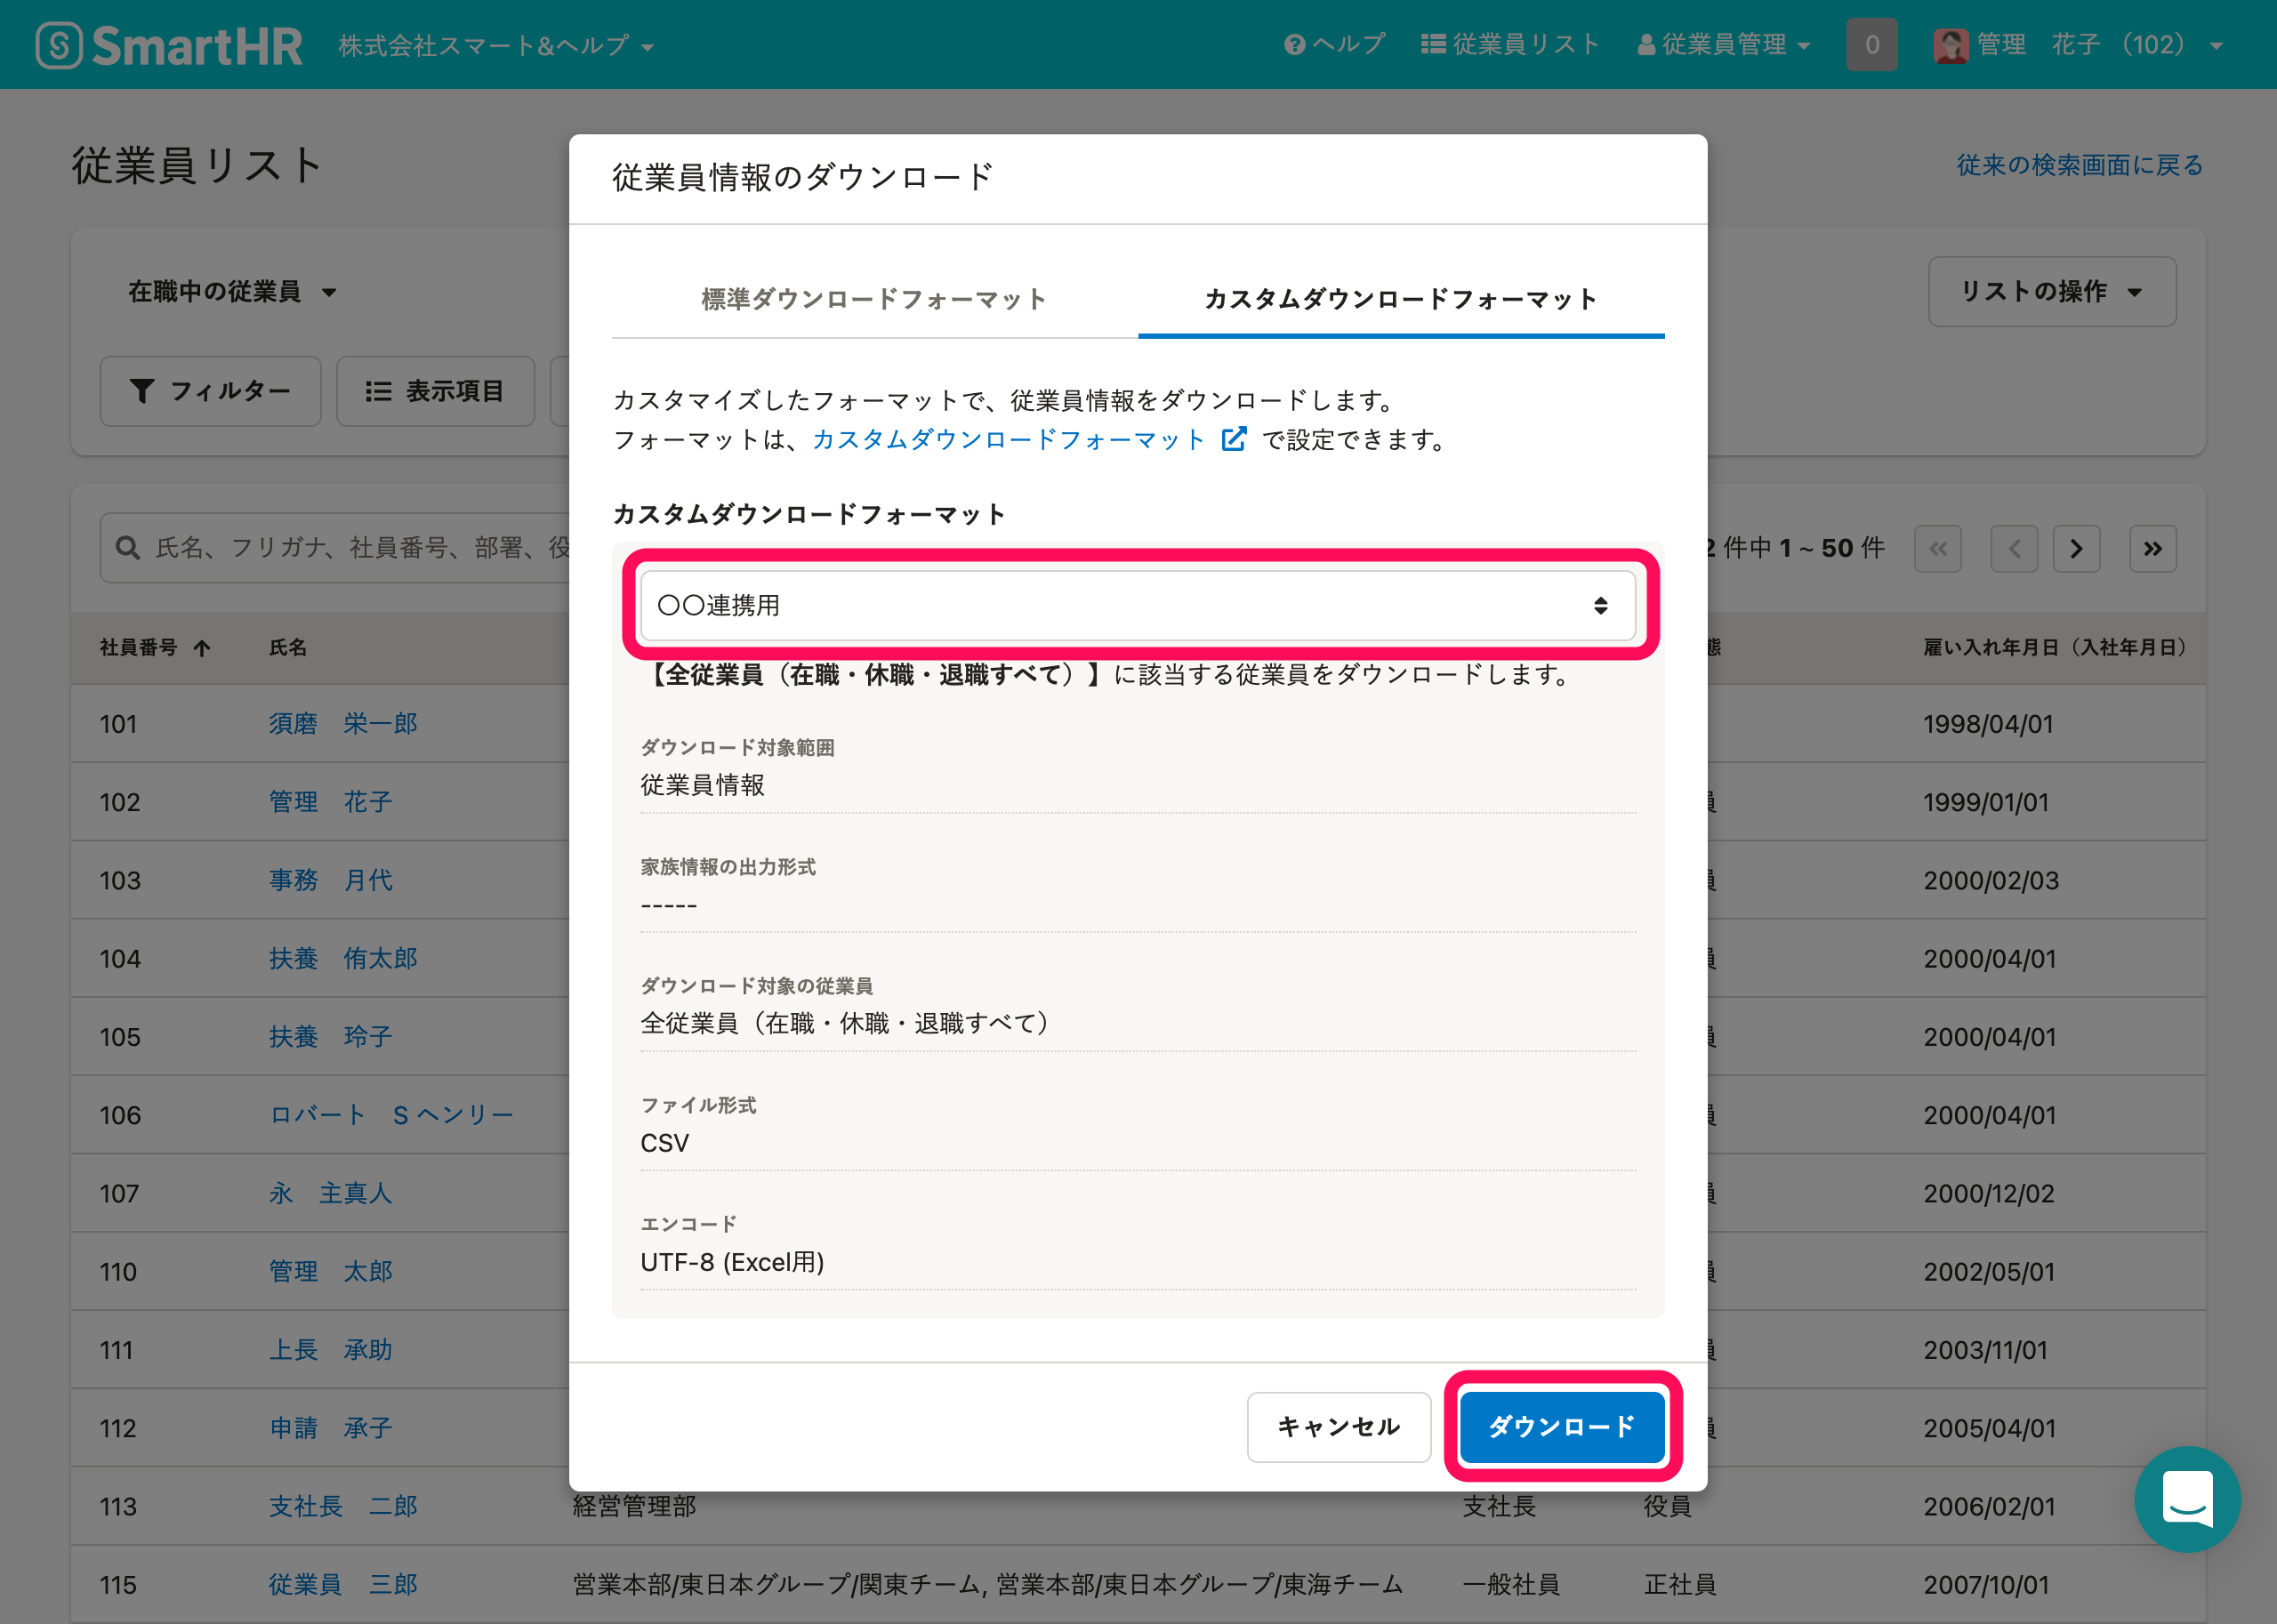 SmartHR 株式会社スマート&ヘルプ ヘルプ 従業員リスト 従業員管理 0 管理 花子 （102）
従業員リスト
従来の検索画面に戻る
在職中の従業員
リストの操作
フィルター 表示項目
氏名、フリガナ、社員番号、部署、役
2 件中 1 ~ 50 件
社員番号 氏名 態 雇い入れ年月日（入社年月日）
101 須磨 栄一郎 1998/04/01
102 管理 花子 員 1999/01/01
103 事務 月代 員 2000/02/03
104 扶養 侑太郎 員 2000/04/01
105 扶養 玲子 員 2000/04/01
106 ロバート S ヘンリー 員 2000/04/01
107 永 主真人 員 2000/12/02
110 管理 太郎 員 2002/05/01
111 上長 承助 員 2003/11/01
112 申請 承子 員 2005/04/01
113 支社長 二郎 経営管理部 支社長 役員 2006/02/01
115 従業員 三郎 営業本部/東日本グループ/関東チーム, 営業本部/東日本グループ/東海チーム 一般社員 正社員 2007/10/01
従業員情報のダウンロード
標準ダウンロードフォーマット カスタムダウンロードフォーマット
カスタマイズしたフォーマットで、従業員情報をダウンロードします。
フォーマットは、カスタムダウンロードフォーマット で設定できます。
カスタムダウンロードフォーマット
〇〇連携用
【全従業員（在職・休職・退職すべて）】に該当する従業員をダウンロードします。
ダウンロード対象範囲
従業員情報
家族情報の出力形式
-----
ダウンロード対象の従業員
全従業員（在職・休職・退職すべて）
ファイル形式
CSV
エンコード
UTF-8 (Excel用)
キャンセル ダウンロード